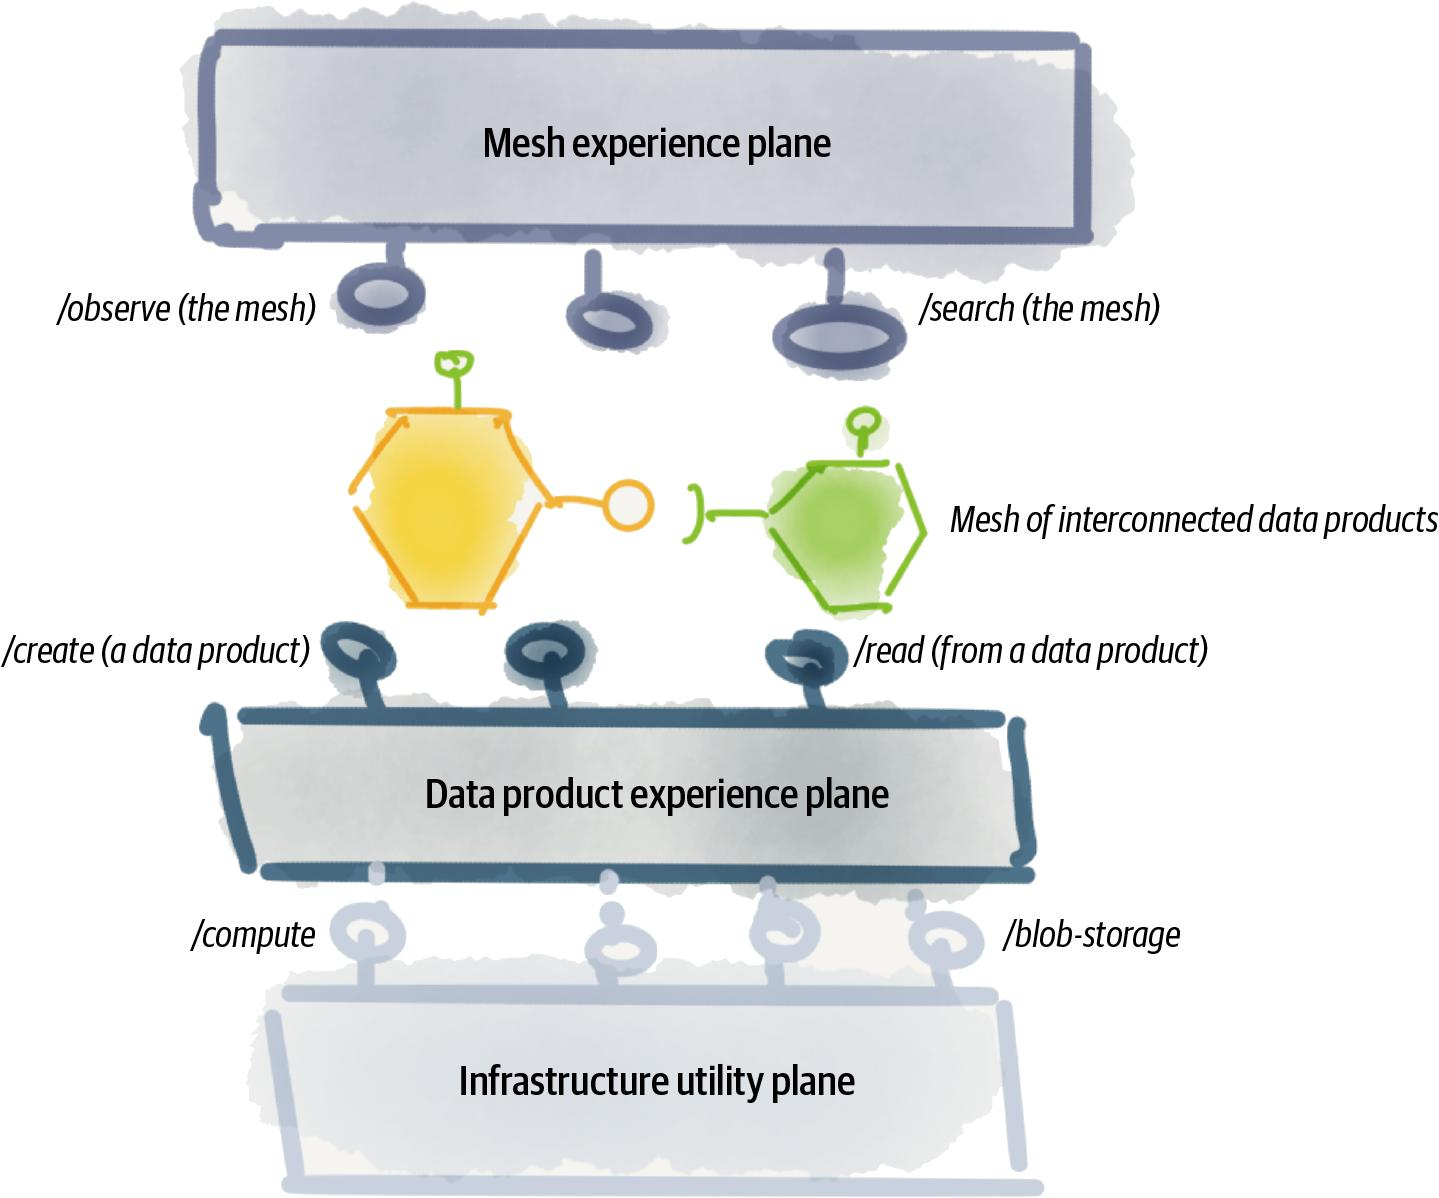 Mesh experience plane
/observe (the mesh)
/search (the mesh)
Mesh of interconnected data products
/create (a data product)
/read (from a data product)
Data product experience plane
/compute
/blob-storage
Infrastructure utility plane